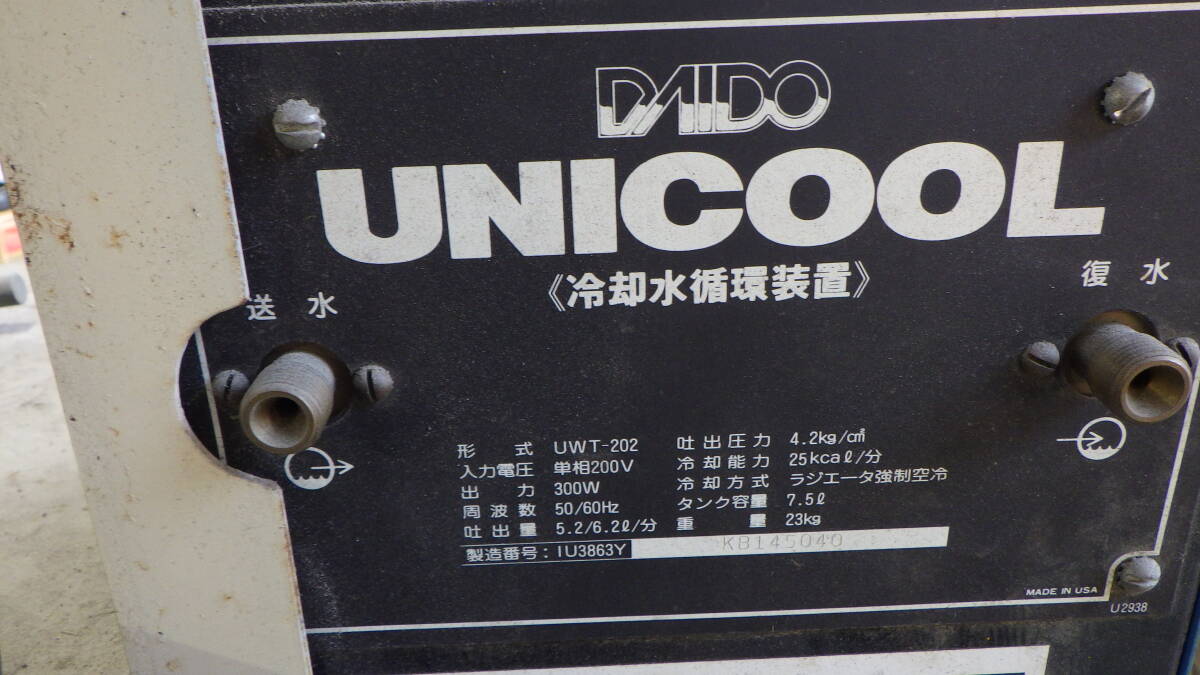 DAIDO
UNICOOL
《冷却水循環装置》
送水
復水
形式 UWT-202
入力電圧 単相200V
出力 300W
周波数 50/60Hz
吐出量 5.2/6.2ℓ/分
吐出圧力 4.2kg/c㎡
冷却能力 25kcaℓ/分
冷却方式 ラジエータ強制空冷
タンク容量 7.5ℓ
重量 23kg
製造番号: IU3863Y K8145040
MADE IN USA
U2938